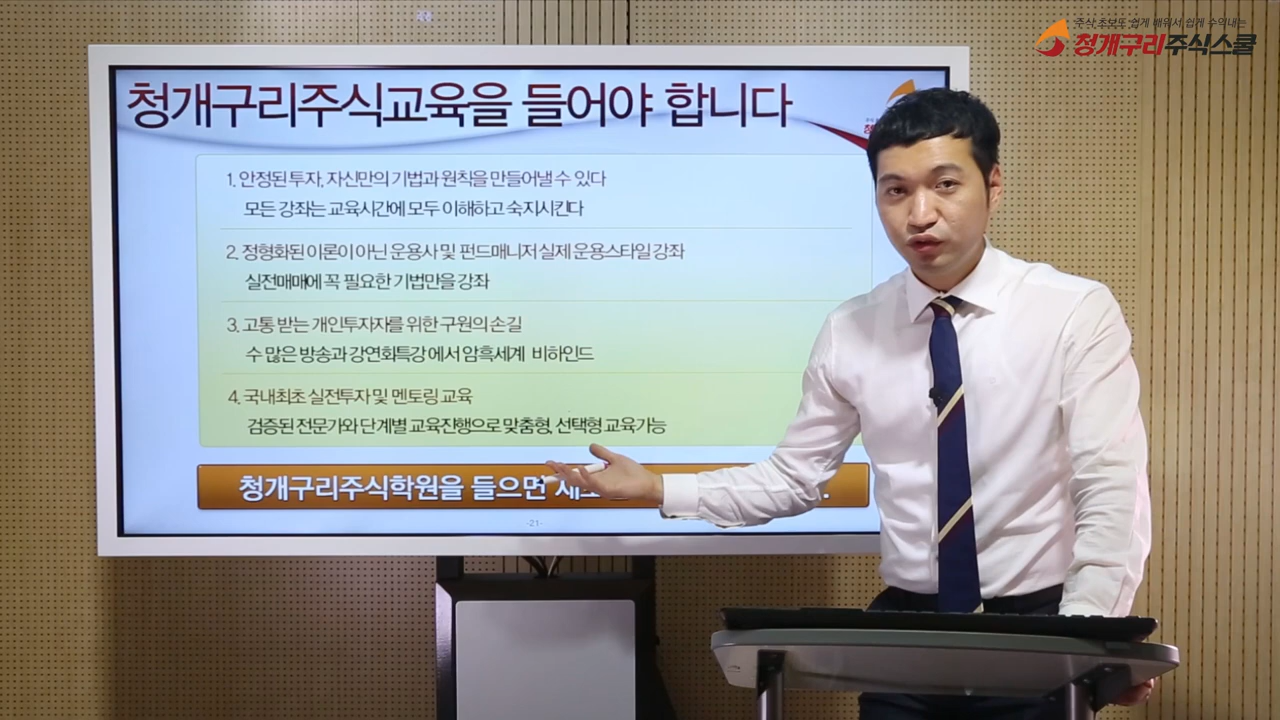 주식 초보도 쉽게 배워서 쉽게 수익내는
청개구리주식스쿨
청개구리주식교육을 들어야 합니다
1. 안정된 투자, 자신만의 기법과 원칙을 만들어낼 수 있다
모든 강좌는 교육시간에 모두 이해하고 숙지시킨다
2. 정형화된 이론이 아닌 운용사 및 펀드매니저 실제 운용스타일 강좌
실전매매에 꼭 필요한 기법만을 강좌
3. 고통 받는 개인투자자를 위한 구원의 손길
수 많은 방송과 강연회특강 에서 암흑세계 비하인드
4. 국내최초 실전투자 및 멘토링 교육
검증된 전문가와 단계별 교육진행으로 맞춤형, 선택형 교육가능
청개구리주식학원을 들으면
-21-